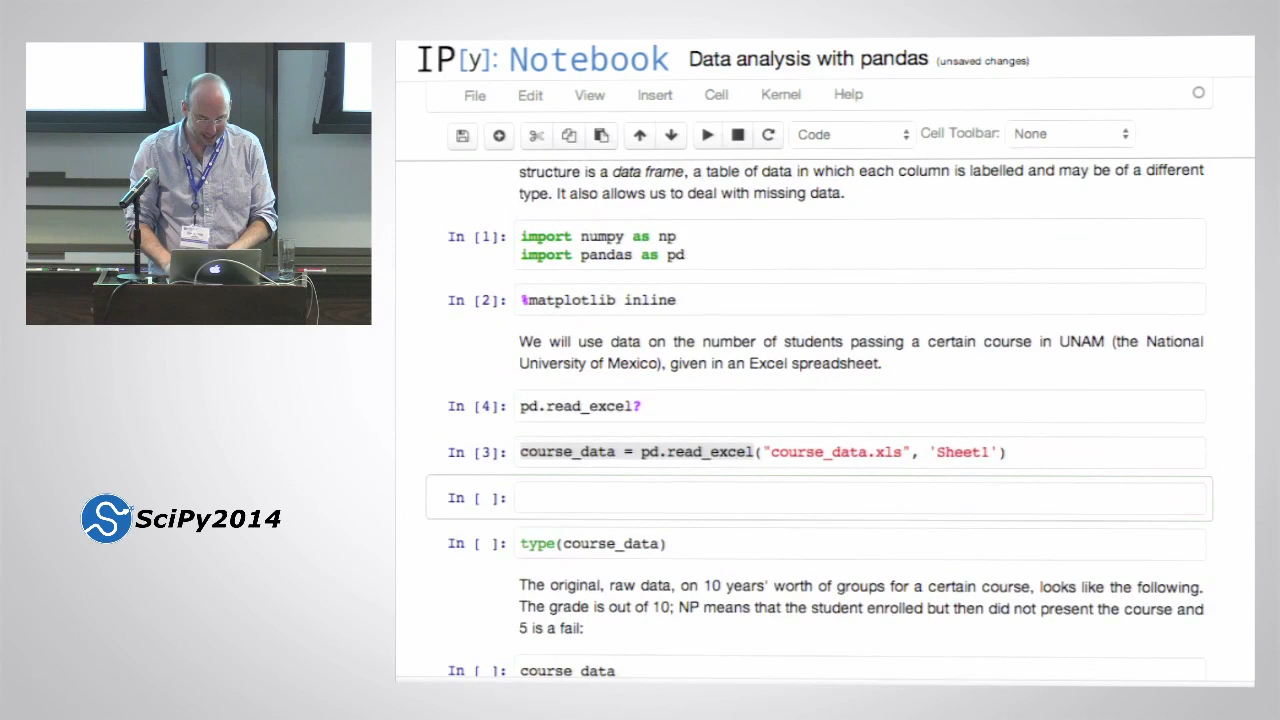 IP[y]: Notebook Data analysis with pandas (unsaved changes)
File Edit View Insert Cell Kernel Help
Code Cell Toolbar: None
structure is a data frame, a table of data in which each column is labelled and may be of a different
type. It also allows us to deal with missing data.
In [1]: import numpy as np
import pandas as pd
In [2]: %matplotlib inline
We will use data on the number of students passing a certain course in UNAM (the National
University of Mexico), given in an Excel spreadsheet.
In [4]: pd.read_excel?
In [3]: course_data = pd.read_excel("course_data.xls", 'Sheet1')
In [ ]:
In [ ]: type(course_data)
The original, raw data, on 10 years' worth of groups for a certain course, looks like the following.
The grade is out of 10; NP means that the student enrolled but then did not present the course and
5 is a fail:
In [ ]: course_data
SciPy2014